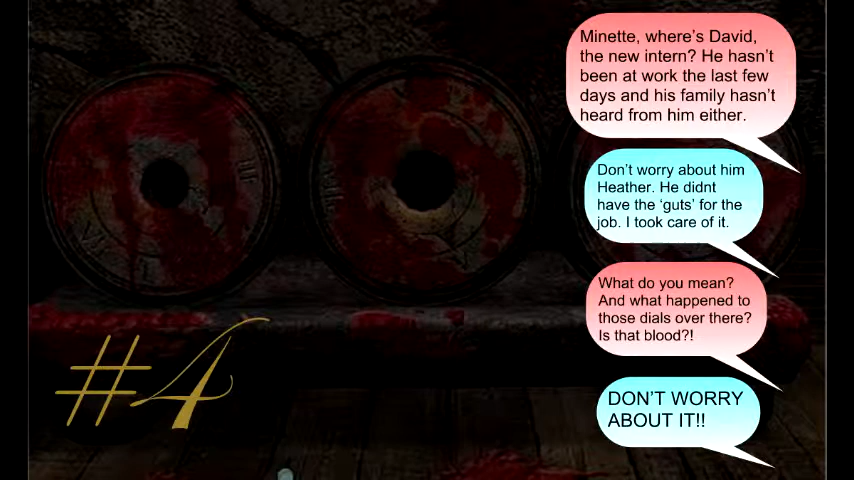 Minette, where's David,
the new intern? He hasn't
been at work the last few
days and his family hasn't
heard from him either.
Don't worry about him
Heather. He didnt
have the 'guts' for the
job. I took care of it.
What do you mean?
And what happened to
those dials over there?
Is that blood?!
DON'T WORRY
ABOUT IT!!
#4